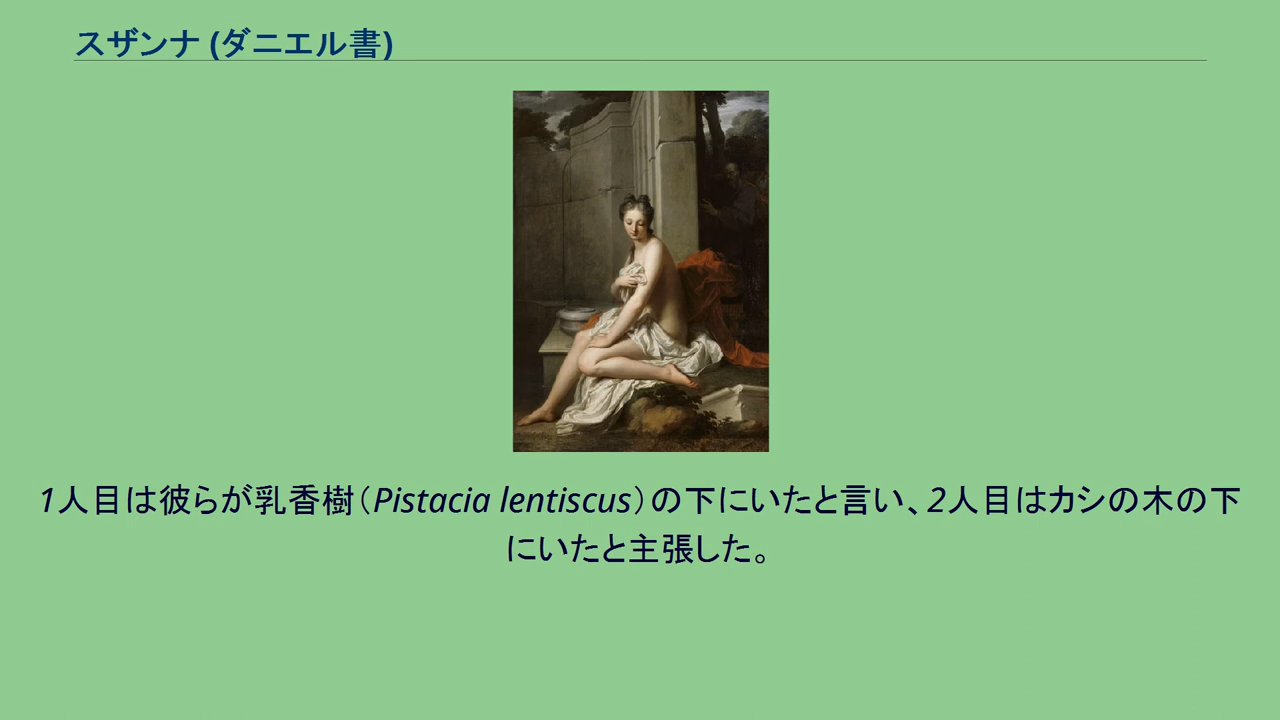 スザンナ (ダニエル書)
1人目は彼らが乳香樹（Pistacia lentiscus）の下にいたと言い、2人目はカシの木の下
にいたと主張した。